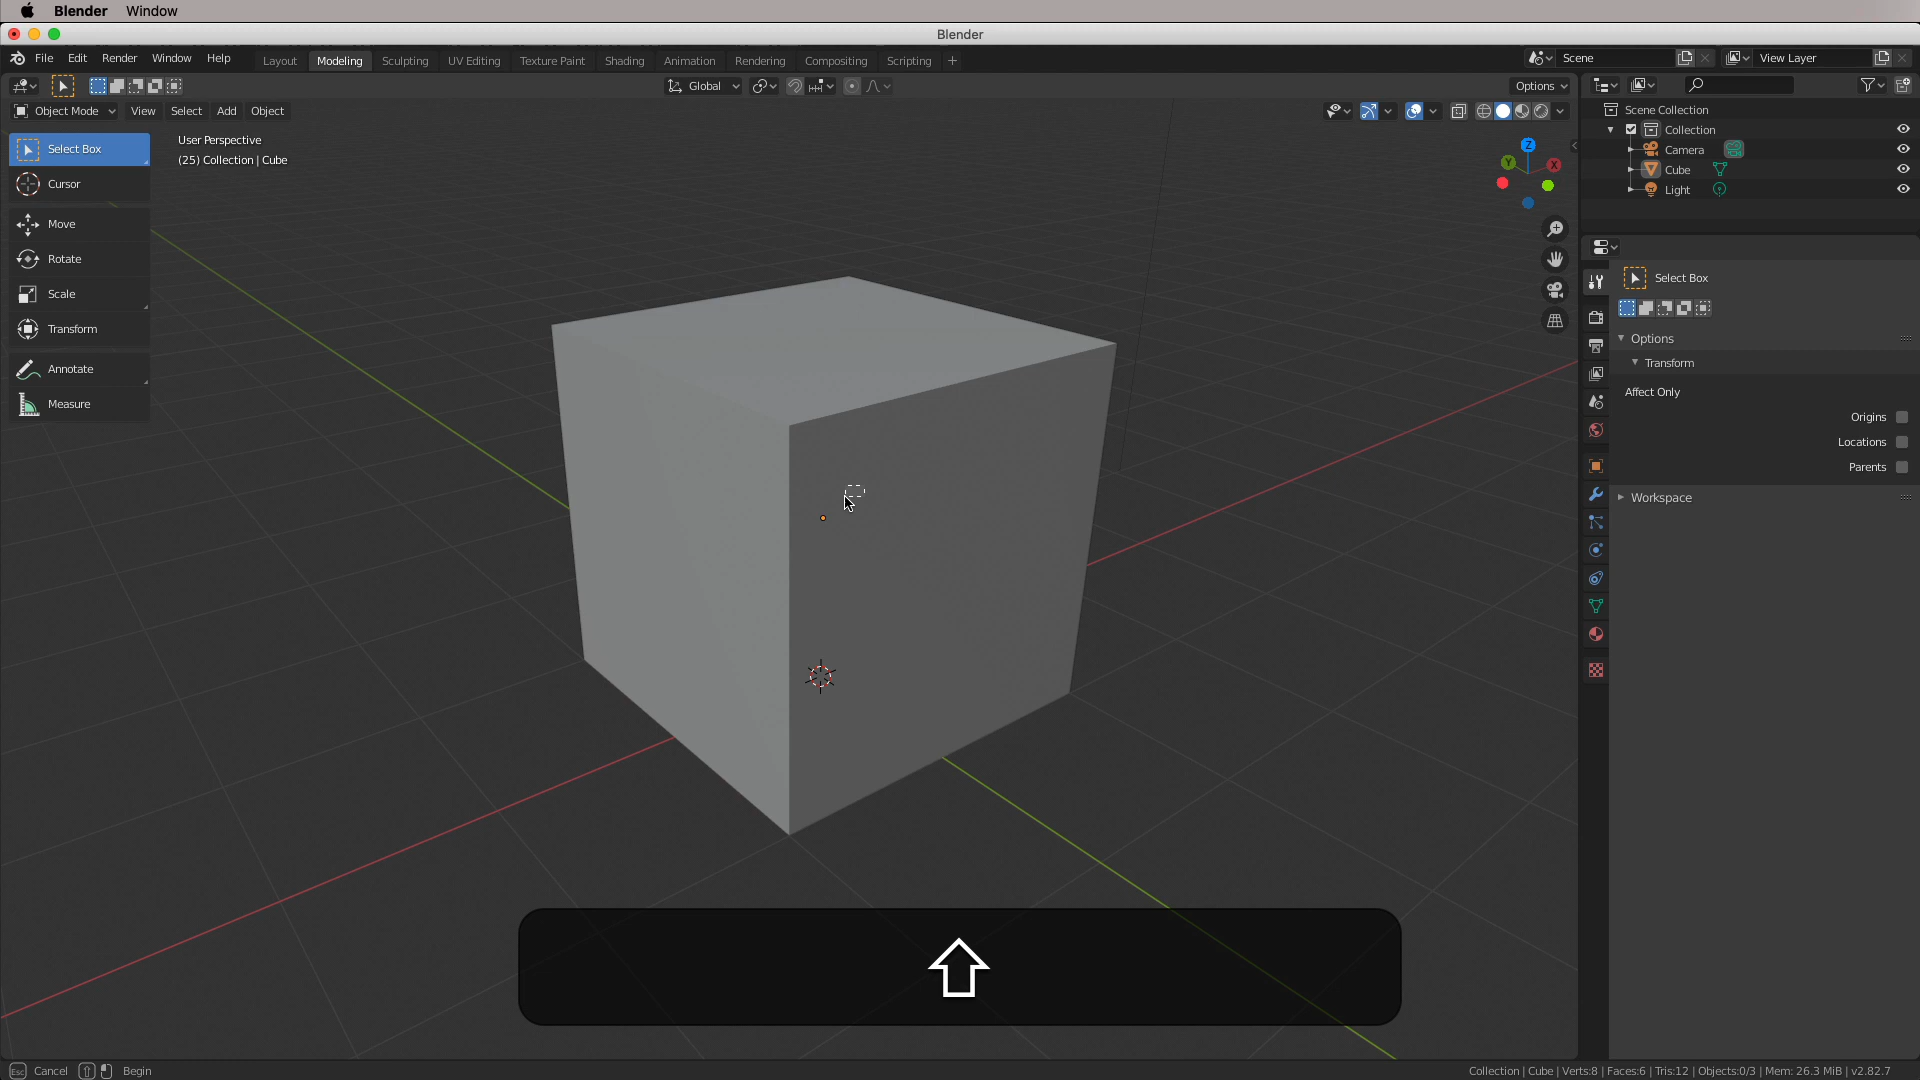 Blender Window
Blender
File Edit Render Window Help
Layout Modeling Sculpting UV Editing Texture Paint Shading Animation Rendering Compositing Scripting +
Scene
View Layer
Global
Options
Object Mode View Select Add Object
Select Box
Cursor
Move
Rotate
Scale
Transform
Annotate
Measure
User Perspective
(25) Collection | Cube
Z
Y
X
Scene Collection
Collection
Camera
Cube
Light
Select Box
Options
Transform
Affect Only
Origins
Locations
Parents
Workspace
Esc Cancel Begin
Collection | Cube | Verts:8 | Faces:6 | Tris:12 | Objects:0/3 | Mem: 26.3 MiB | v2.82.7